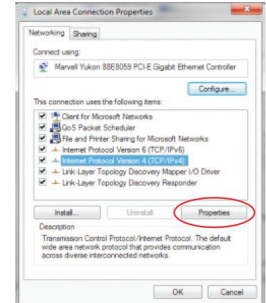 Local Area Connection Properties
Networking Sharing
Connect using:
Marvell Yukon 88E8059 PCI-E Gigabit Ethernet Controller
Configure...
This connection uses the following items:
Client for Microsoft Networks
QoS Packet Scheduler
File and Printer Sharing for Microsoft Networks
Internet Protocol Version 6 (TCP/IPv6)
Internet Protocol Version 4 (TCP/IPv4)
Link-Layer Topology Discovery Mapper I/O Driver
Link-Layer Topology Discovery Responder
Install... Uninstall Properties
Description
Transmission Control Protocol/Internet Protocol. The default
wide area network protocol that provides communication
across diverse interconnected networks.
OK Cancel